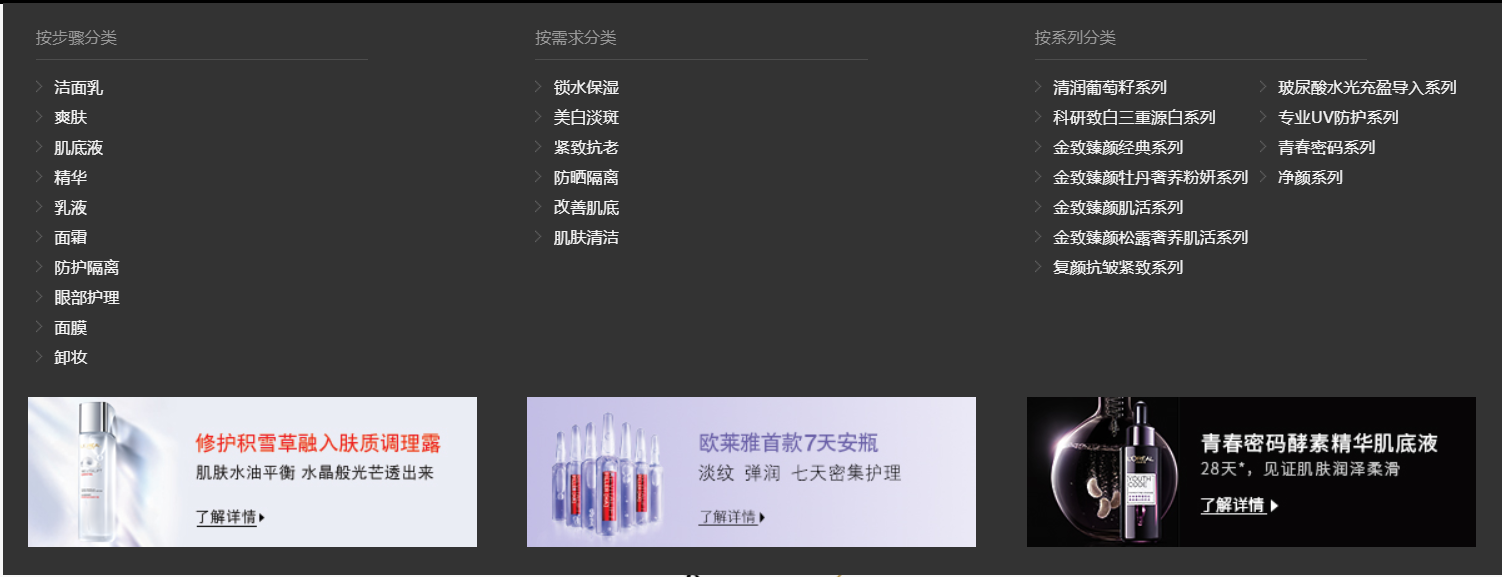 按步骤分类
洁面乳
爽肤
肌底液
精华
乳液
面霜
防护隔离
眼部护理
面膜
卸妆
按需求分类
锁水保湿
美白淡斑
紧致抗老
防晒隔离
改善肌底
肌肤清洁
按系列分类
清润葡萄籽系列
科研致白三重源白系列
金致臻颜经典系列
金致臻颜牡丹奢养粉妍系列
金致臻颜肌活系列
金致臻颜松露奢养肌活系列
复颜抗皱紧致系列
玻尿酸水光充盈导入系列
专业UV防护系列
青春密码系列
净颜系列
修护积雪草融入肤质调理露
肌肤水油平衡 水晶般光芒透出来
了解详情
欧莱雅首款7天安瓶
淡纹 弹润 七天密集护理
了解详情
L'ORÉAL
YOUTH
CODE
青春密码酵素精华肌底液
28天*，见证肌肤润泽柔滑
了解详情